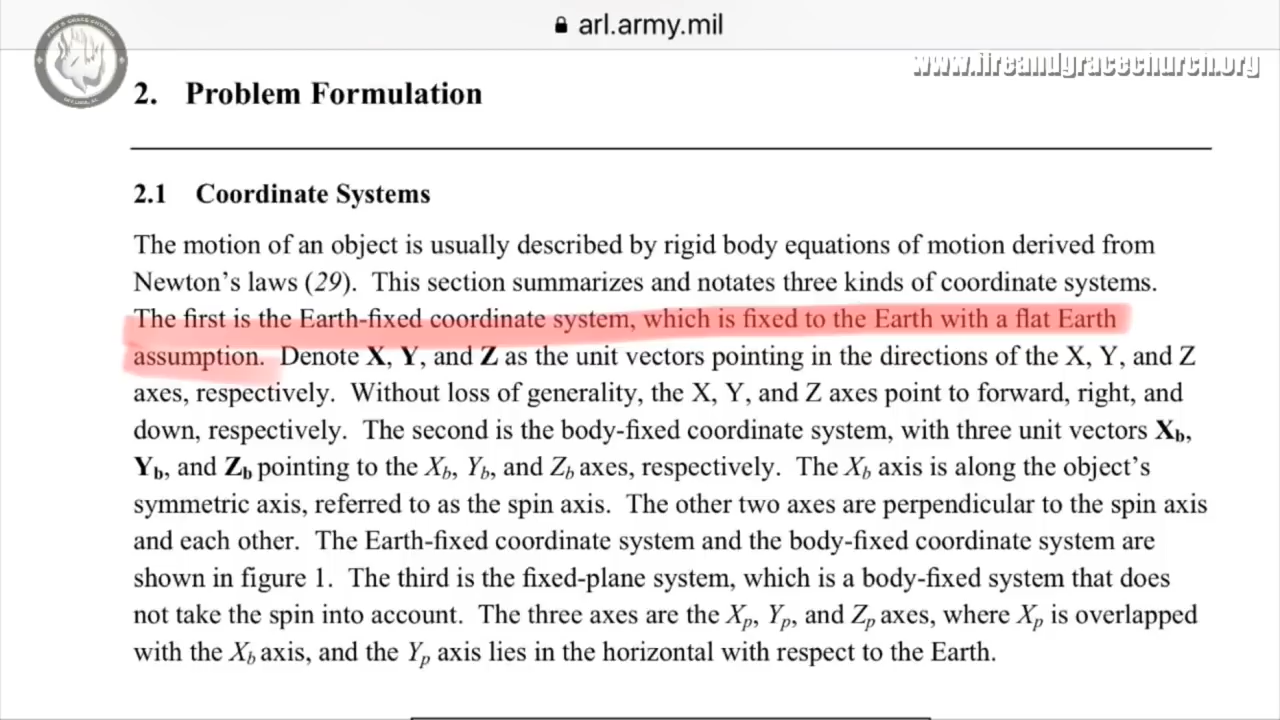 arl.army.mil
www.fireandgracechurch.org
2. Problem Formulation
2.1 Coordinate Systems
The motion of an object is usually described by rigid body equations of motion derived from
Newton’s laws (29). This section summarizes and notates three kinds of coordinate systems.
The first is the Earth-fixed coordinate system, which is fixed to the Earth with a flat Earth
assumption. Denote X, Y, and Z as the unit vectors pointing in the directions of the X, Y, and Z
axes, respectively. Without loss of generality, the X, Y, and Z axes point to forward, right, and
down, respectively. The second is the body-fixed coordinate system, with three unit vectors Xb,
Yb, and Zb pointing to the Xb, Yb, and Zb axes, respectively. The Xb axis is along the object’s
symmetric axis, referred to as the spin axis. The other two axes are perpendicular to the spin axis
and each other. The Earth-fixed coordinate system and the body-fixed coordinate system are
shown in figure 1. The third is the fixed-plane system, which is a body-fixed system that does
not take the spin into account. The three axes are the Xp, Yp, and Zp axes, where Xp is overlapped
with the Xb axis, and the Yp axis lies in the horizontal with respect to the Earth.